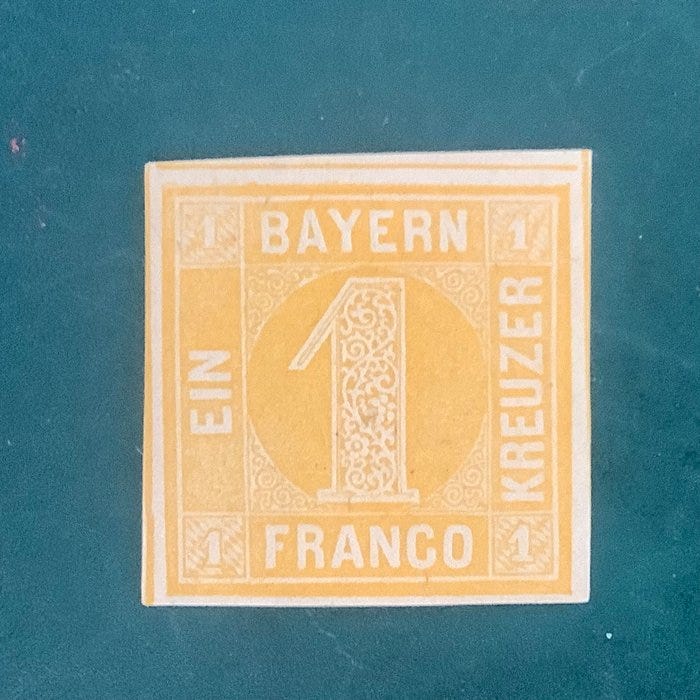 1 BAYERN 1
EIN
1
KREUZER
1 FRANCO 1